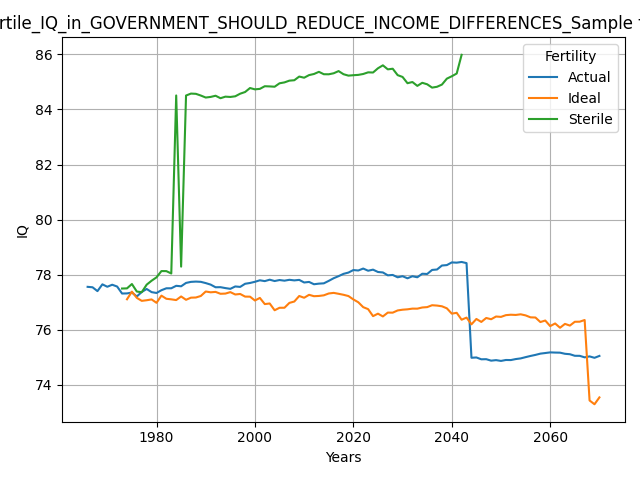 rtile_IQ_in_GOVERNMENT_SHOULD_REDUCE_INCOME_DIFFERENCES_Sample
Fertility
Actual
Ideal
Sterile
86
84
82
80
78
76
74
IQ
1980
2000
2020
2040
2060
Years